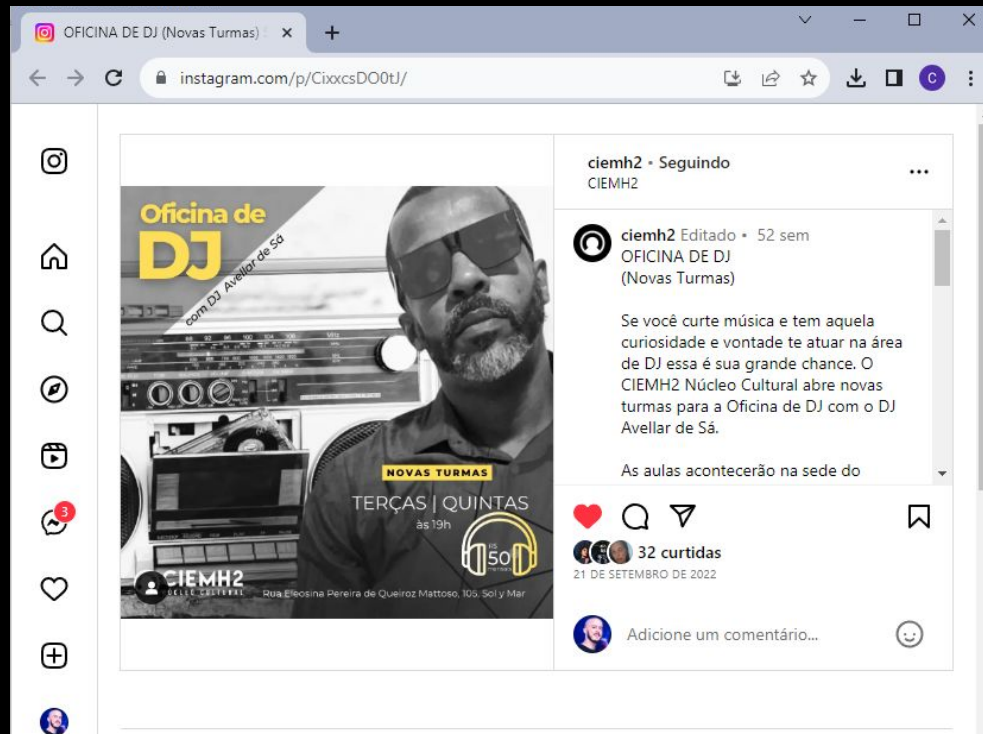 OFICINA DE DJ (Novas Turmas)
instagram.com/p/CixxcsDO0tJ/
C
3
Oficina de
DJ
com DJ Avellar de Sá
NOVAS TURMAS
TERÇAS | QUINTAS
às 19h
R$
50
CIEMH2
Rua Eleosina Pereira de Queiroz Mattoso, 105, Sol y Mar
ciemh2 • Seguindo
CIEMH2
ciemh2 Editado • 52 sem
OFICINA DE DJ
(Novas Turmas)
Se você curte música e tem aquela
curiosidade e vontade te atuar na área
de DJ essa é sua grande chance. O
CIEMH2 Núcleo Cultural abre novas
turmas para a Oficina de DJ com o DJ
Avellar de Sá.
As aulas acontecerão na sede do
32 curtidas
21 DE SETEMBRO DE 2022
Adicione um comentário...